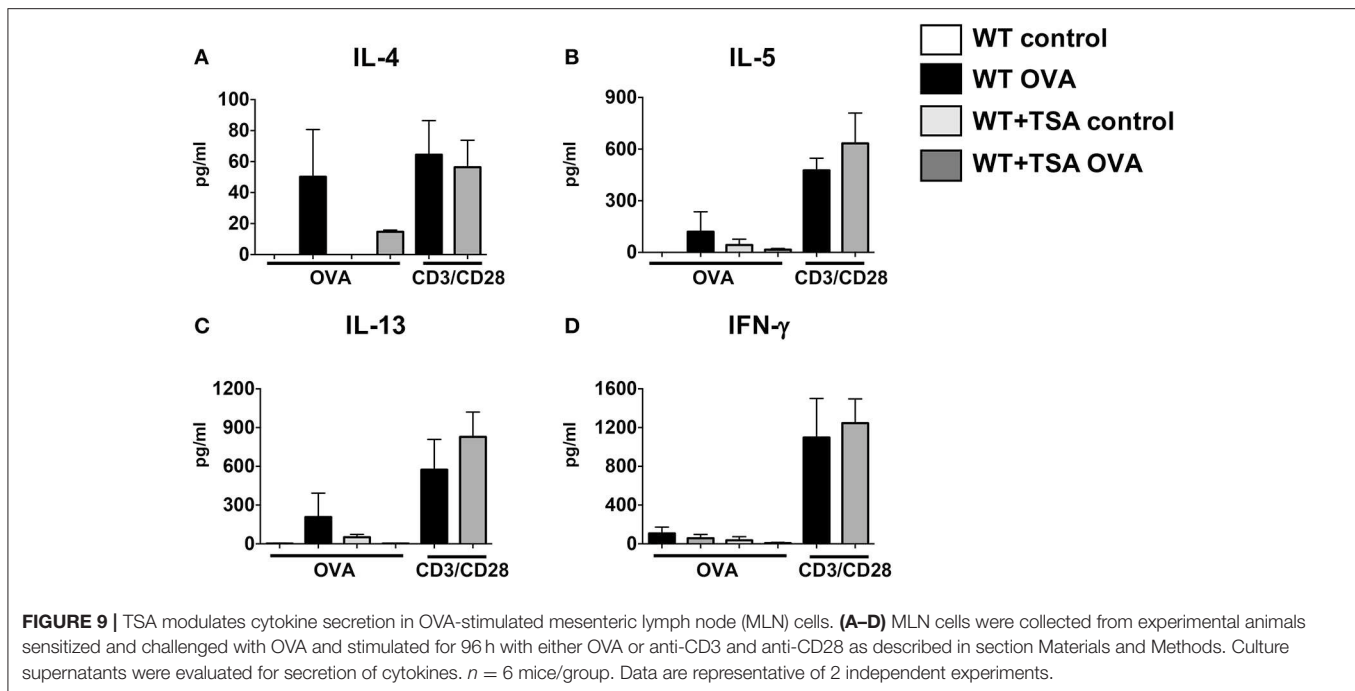 A
IL-4
pg/ml
100
80
60
40
20
0
OVA
CD3/CD28
B
IL-5
pg/ml
900
600
300
0
OVA
CD3/CD28
WT control
WT OVA
WT+TSA control
WT+TSA OVA
C
IL-13
pg/ml
1200
900
600
300
0
OVA
CD3/CD28
D
IFN-γ
pg/ml
1600
1200
800
400
0
OVA
CD3/CD28
FIGURE 9 | TSA modulates cytokine secretion in OVA-stimulated mesenteric lymph node (MLN) cells. (A–D) MLN cells were collected from experimental animals
sensitized and challenged with OVA and stimulated for 96 h with either OVA or anti-CD3 and anti-CD28 as described in section Materials and Methods. Culture
supernatants were evaluated for secretion of cytokines. n = 6 mice/group. Data are representative of 2 independent experiments.